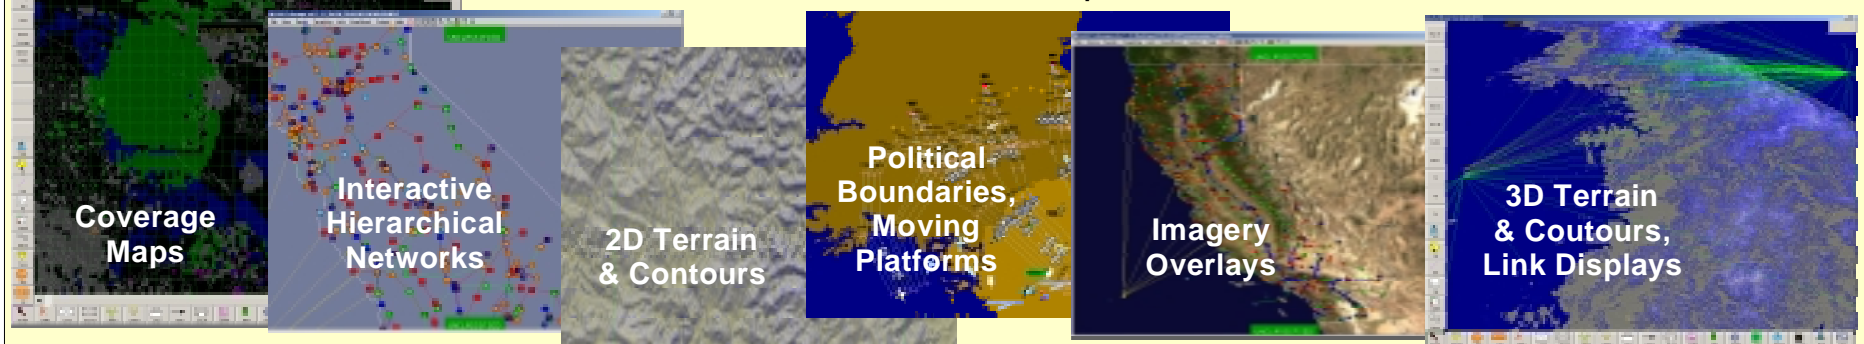 Coverage
Maps
Interactive
Hierarchical
Networks
2D Terrain
& Contours
Political
Boundaries,
Moving
Platforms
Imagery
Overlays
3D Terrain
& Coutours,
Link Displays